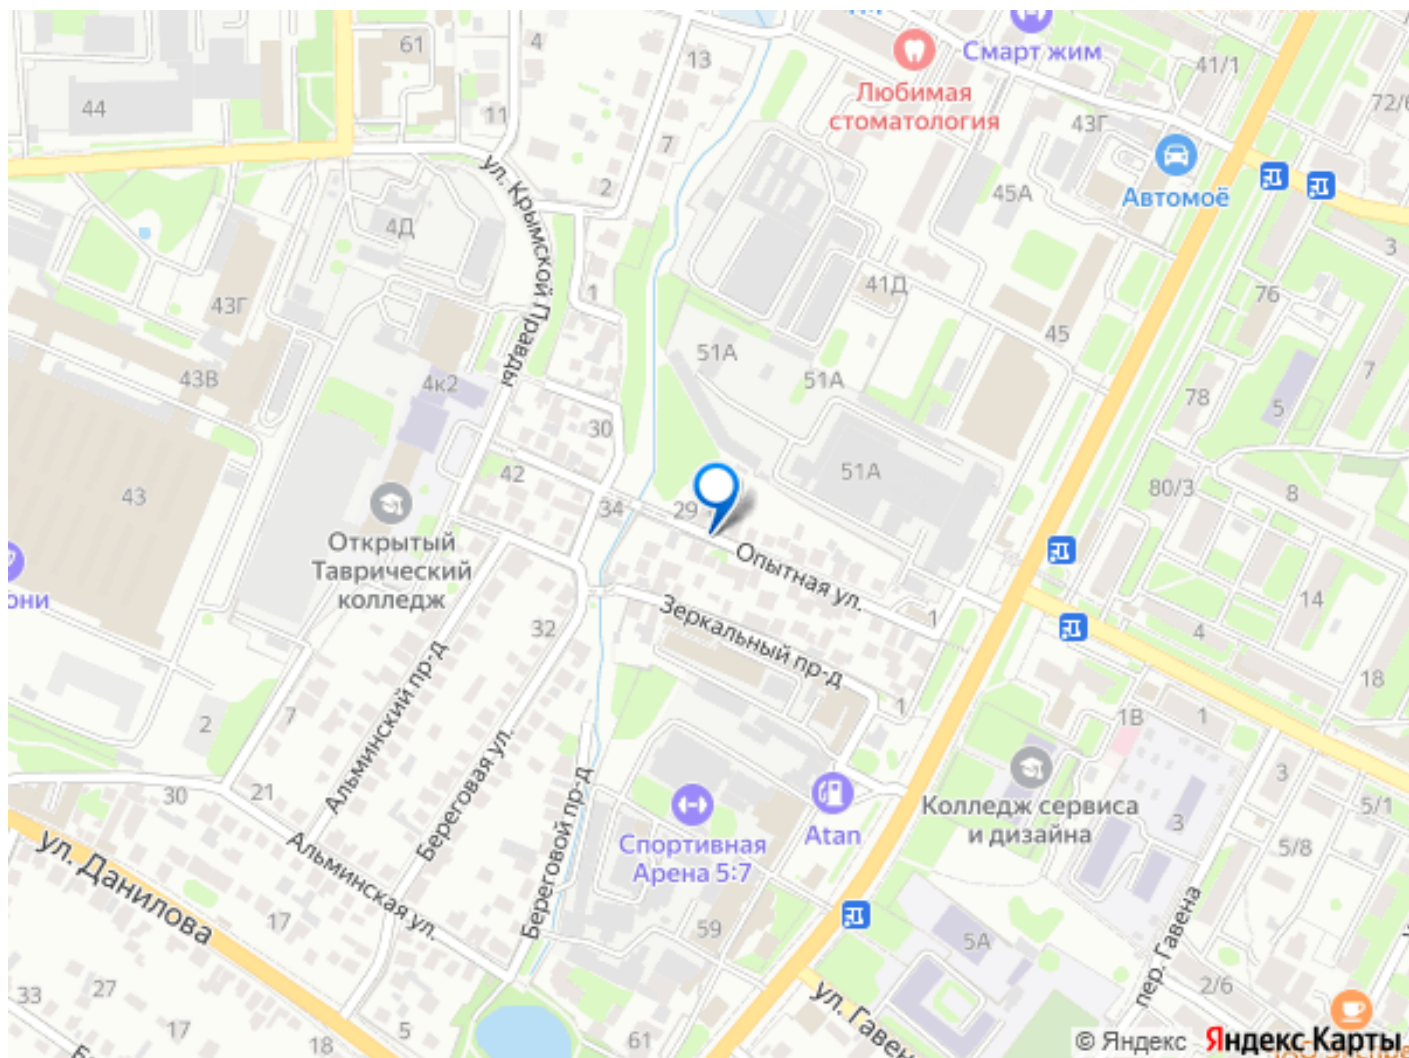 61
4
13
Смарт жим
41/1
44
11
Любимая
стоматология
43Г
72/6
7
ул. Крымской Правды
2
45А
Автомоё
4Д
3
43Г
1
41Д
76
45
51А
51А
43В
4к2
7
5
78
30
43
42
51А
80/3
8
34
29
Открытый
Таврический
колледж
Опытная ул.
они
Зеркальный пр-д
1
14
4
32
Альминский пр-д
18
2
7
1
1В
1
Береговая ул.
30
21
Колледж сервиса
и дизайна
3
3
5/1
Береговой пр-д
Atan
Спортивная
Арена 5:7
5/8
ул. Данилова
Альминская ул.
17
59
5А
пер. Гавена
33
27
17
18
5
61
2/6
© Яндекс Яндекс Карты